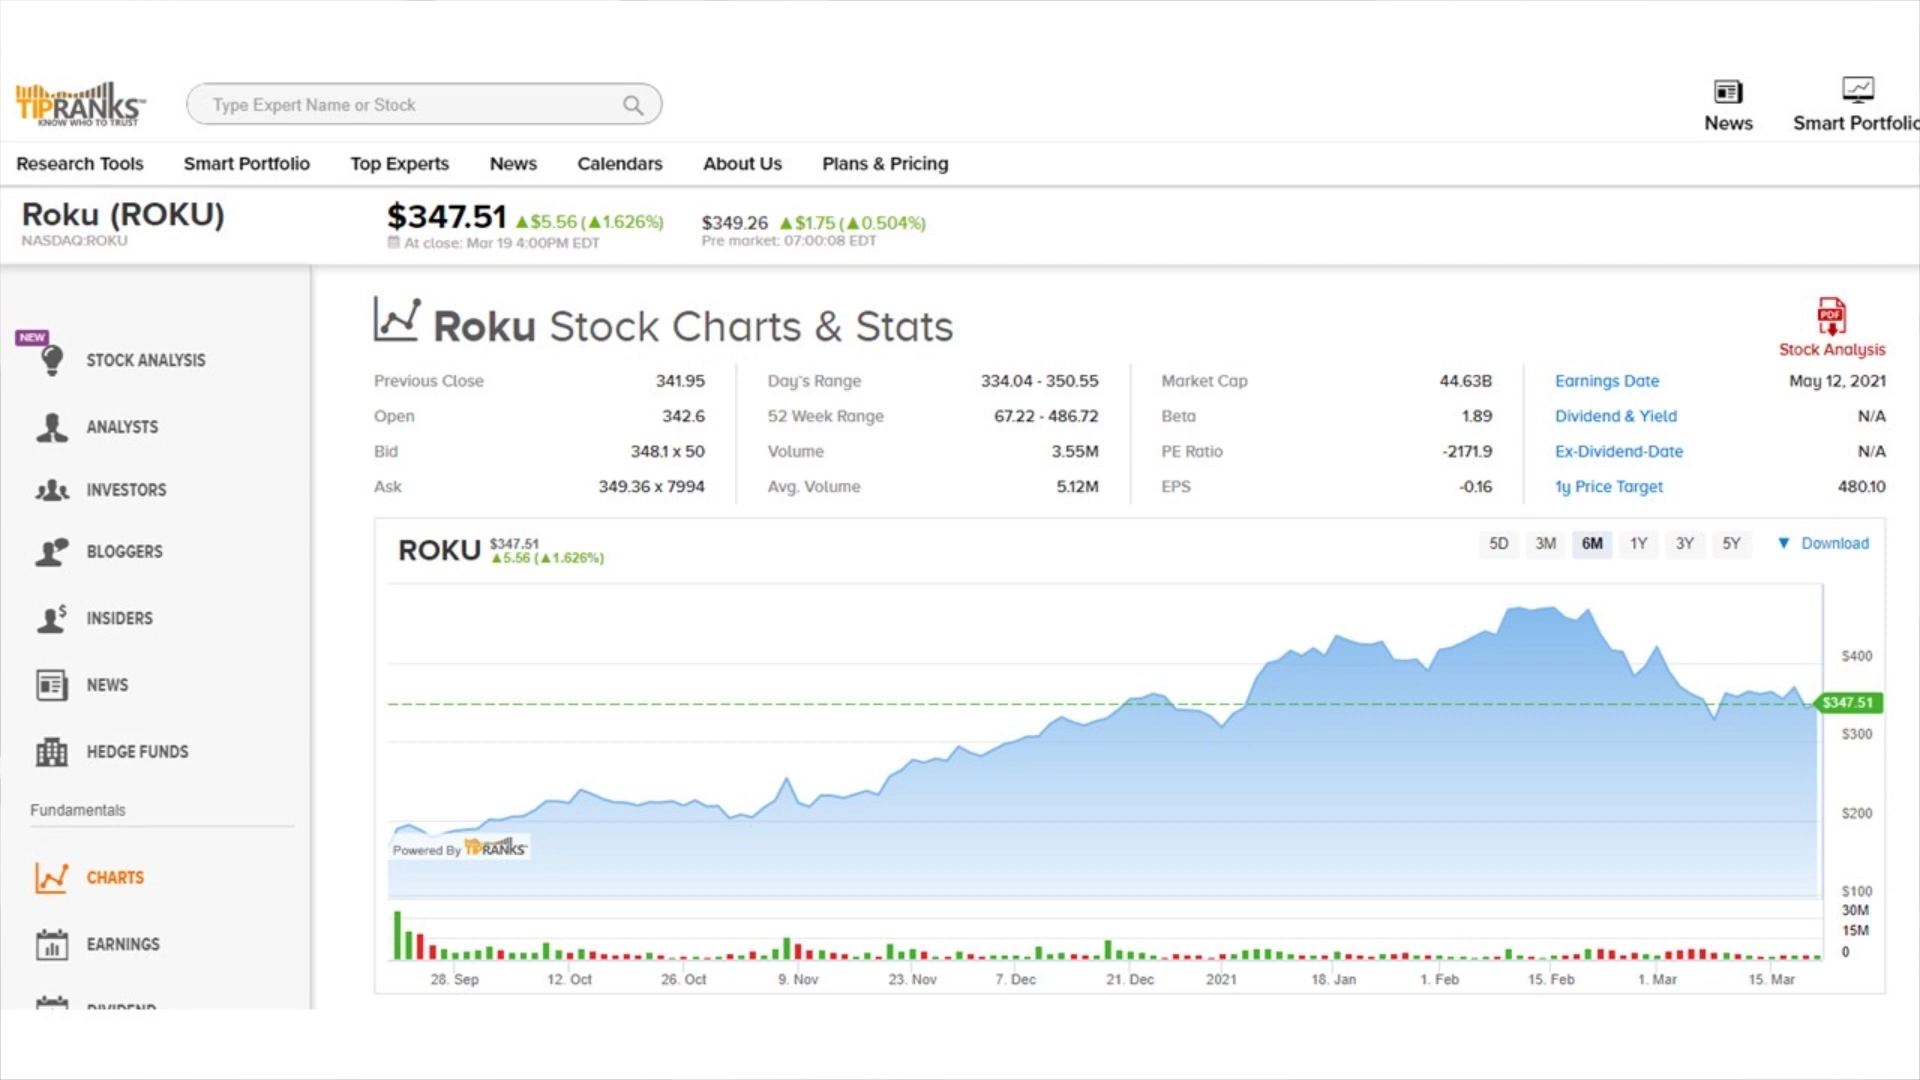 TIPRANKS™
KNOW WHO TO TRUST
Type Expert Name or Stock
News
Smart Portfolio
Research Tools Smart Portfolio Top Experts News Calendars About Us Plans & Pricing
Roku (ROKU)
NASDAQ:ROKU
$347.51 ▲$5.56 (▲1.626%)
At close: Mar 19 4:00PM EDT
$349.26 ▲$1.75 (▲0.504%)
Pre market: 07:00:08 EDT
NEW
STOCK ANALYSIS
ANALYSTS
INVESTORS
BLOGGERS
INSIDERS
NEWS
HEDGE FUNDS
Fundamentals
CHARTS
EARNINGS
DIVIDEND
Roku Stock Charts & Stats
PDF
Stock Analysis
Previous Close 341.95
Open 342.6
Bid 348.1 x 50
Ask 349.36 x 7994
Day's Range 334.04 - 350.55
52 Week Range 67.22 - 486.72
Volume 3.55M
Avg. Volume 5.12M
Market Cap 44.63B
Beta 1.89
PE Ratio -2171.9
EPS -0.16
Earnings Date May 12, 2021
Dividend & Yield N/A
Ex-Dividend-Date N/A
1y Price Target 480.10
ROKU $347.51
▲5.56 (▲1.626%)
5D 3M 6M 1Y 3Y 5Y ▼ Download
$400
$347.51
$300
$200
$100
30M
15M
0
Powered By TIPRANKS™
28. Sep 12. Oct 26. Oct 9. Nov 23. Nov 7. Dec 21. Dec 2021 18. Jan 1. Feb 15. Feb 1. Mar 15. Mar